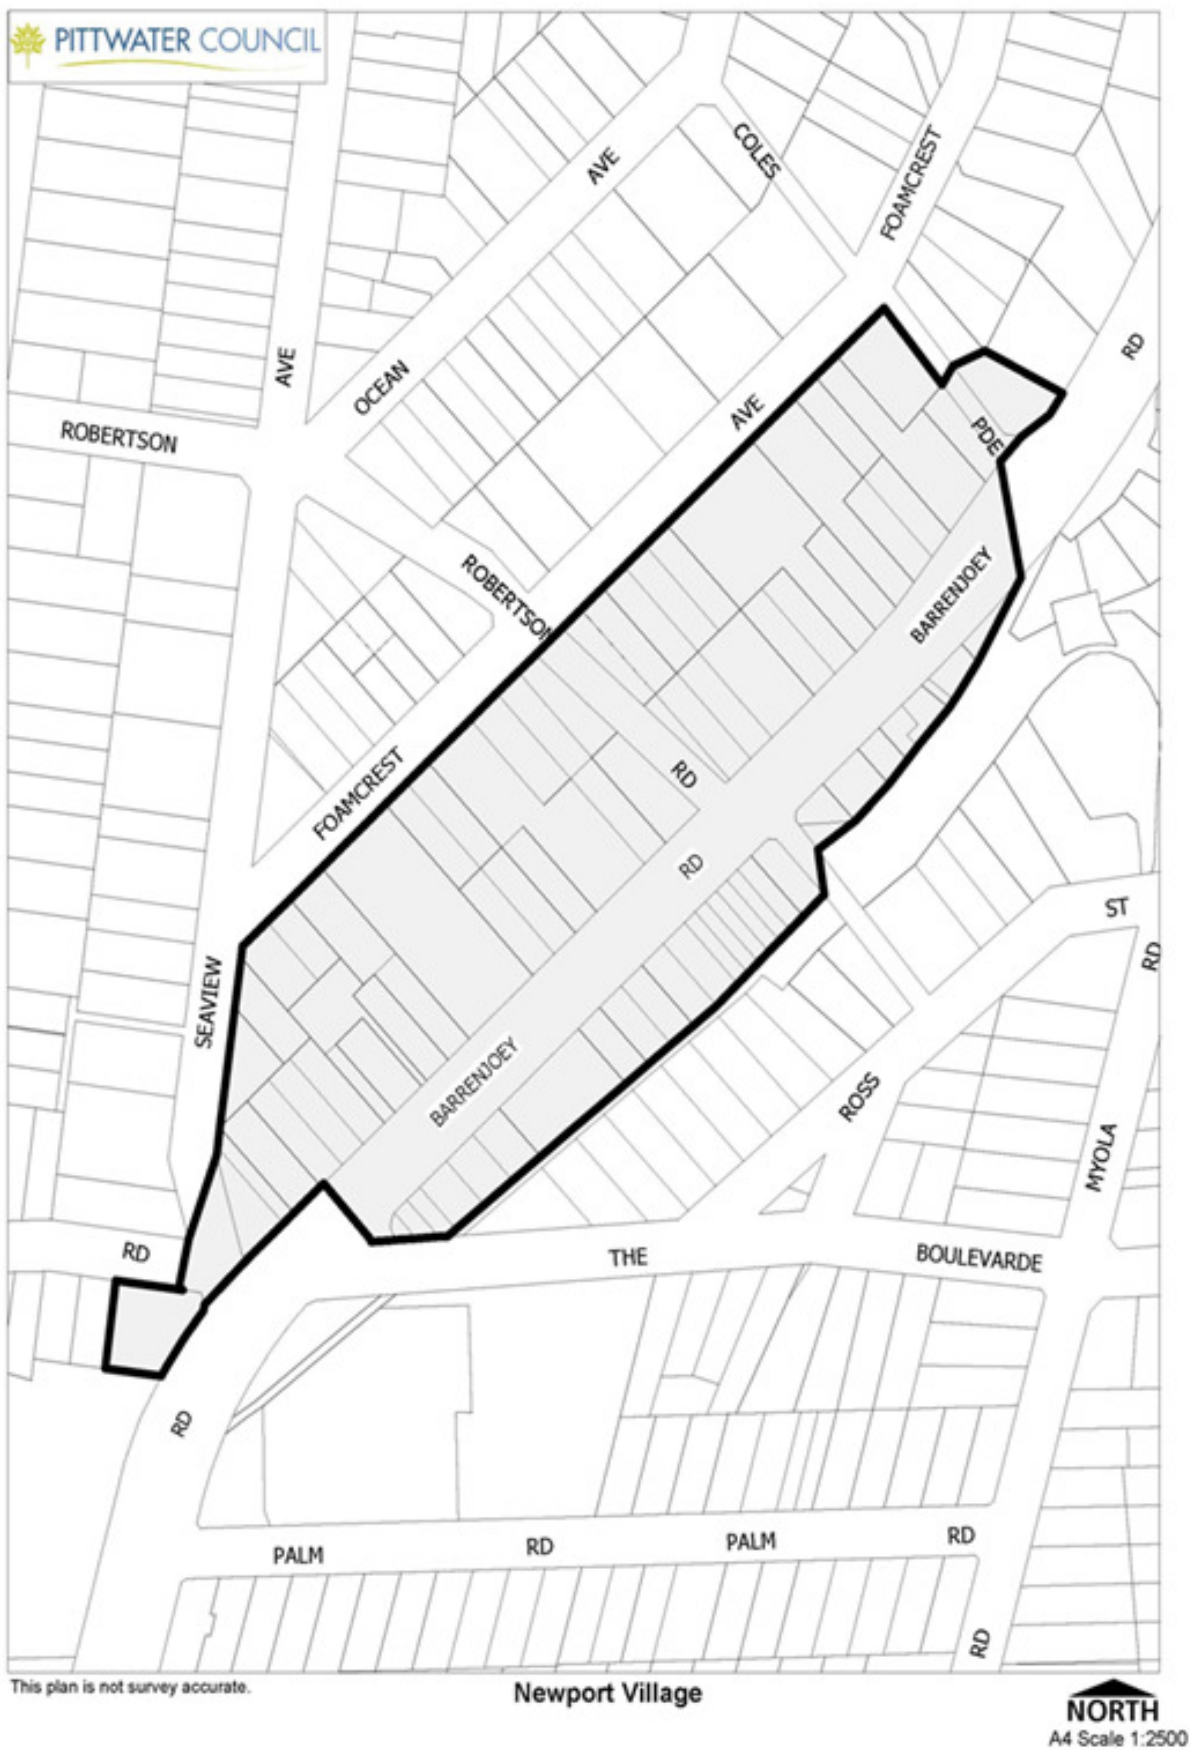 PITTWATER COUNCIL
COLES
AVE
FOAMCREST
RD
AVE
OCEAN
AVE
ROBERTSON
PDE
ROBERTSON
BARRENJOEY
RD
FOAMCREST
RD
ST
RD
SEAVIEW
BARRENJOEY
ROSS
MYOLA
RD
THE
BOULEVARDE
RD
PALM
RD
PALM
RD
RD
This plan is not survey accurate.
Newport Village
NORTH
A4 Scale 1:2500